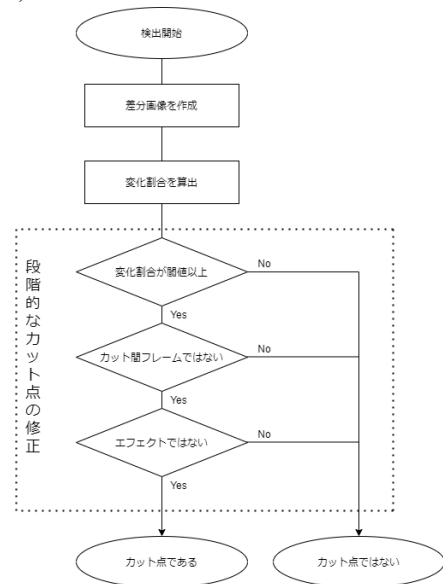 検出開始
差分画像を作成
変化割合を算出
段階的なカット点の修正
変化割合が閾値以上
No
Yes
カット間フレームではない
No
Yes
エフェクトではない
No
Yes
カット点である
カット点ではない